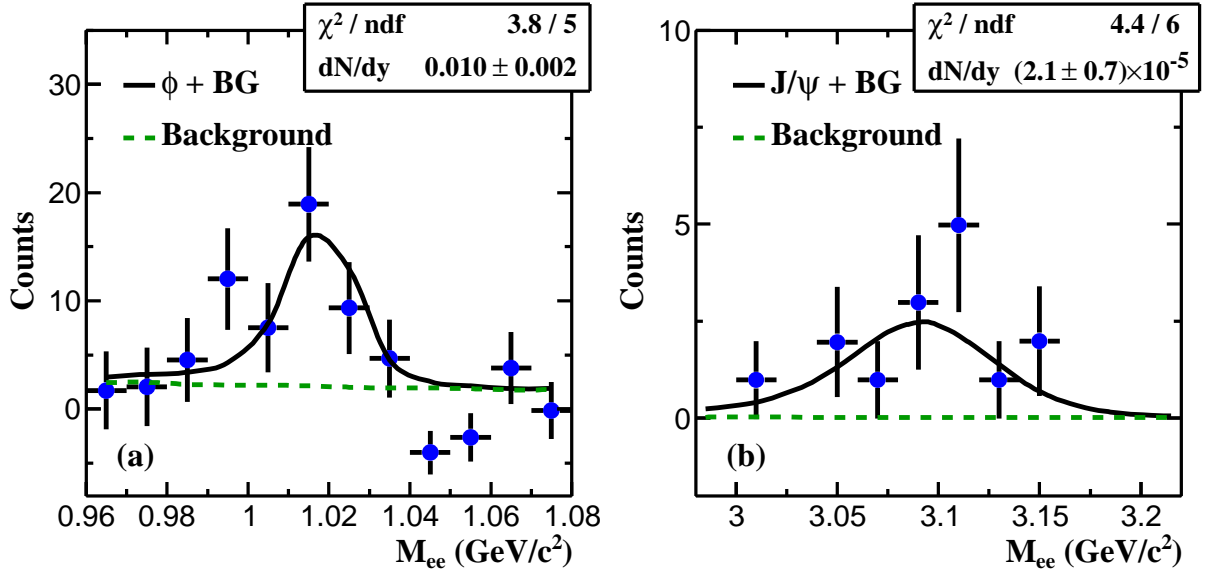 χ² / ndf 3.8 / 5
dN/dy 0.010 ± 0.002
φ + BG
Background
30
20
10
0
Counts
(a)
0.96 0.98 1 1.02 1.04 1.06 1.08
M_ee (GeV/c²)
χ² / ndf 4.4 / 6
dN/dy (2.1 ± 0.7)×10⁻⁵
J/ψ + BG
Background
10
5
0
Counts
(b)
3 3.05 3.1 3.15 3.2
M_ee (GeV/c²)